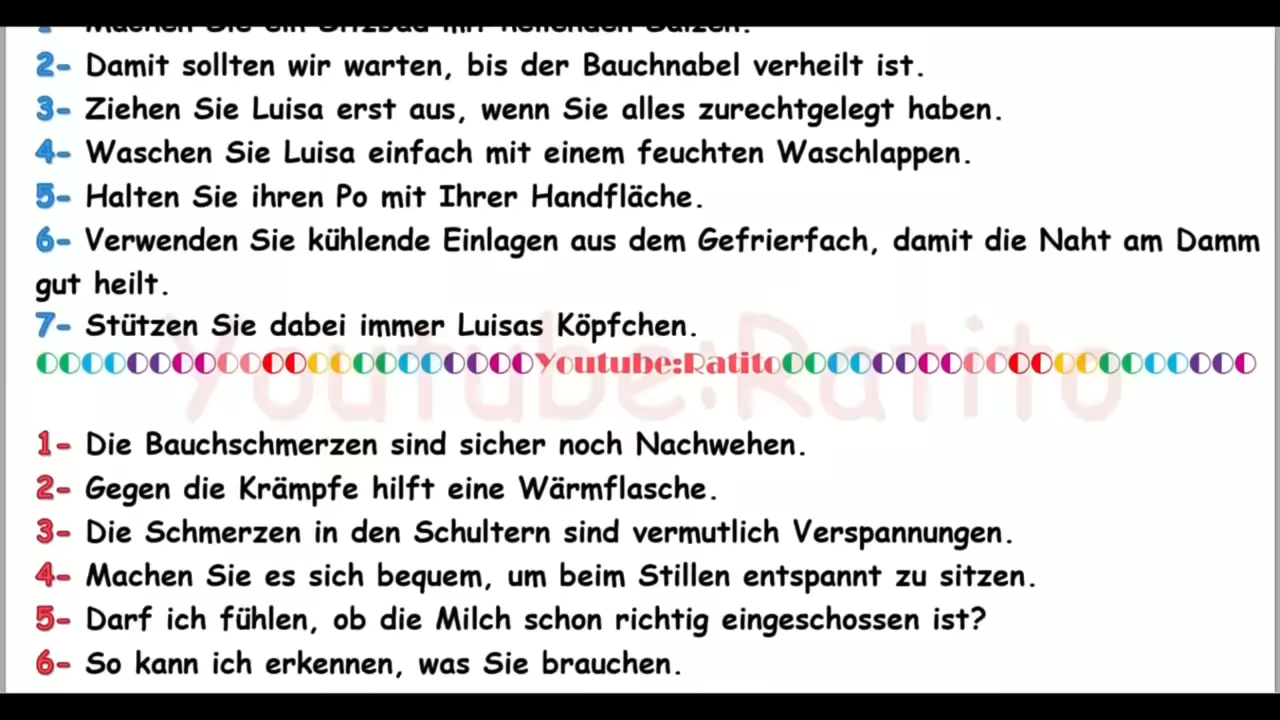 2- Damit sollten wir warten, bis der Bauchnabel verheilt ist.
3- Ziehen Sie Luisa erst aus, wenn Sie alles zurechtgelegt haben.
4- Waschen Sie Luisa einfach mit einem feuchten Waschlappen.
5- Halten Sie ihren Po mit Ihrer Handfläche.
6- Verwenden Sie kühlende Einlagen aus dem Gefrierfach, damit die Naht am Damm
gut heilt.
7- Stützen Sie dabei immer Luisas Köpfchen.
Youtube:Ratito
Youtube:Ratito
1- Die Bauchschmerzen sind sicher noch Nachwehen.
2- Gegen die Krämpfe hilft eine Wärmflasche.
3- Die Schmerzen in den Schultern sind vermutlich Verspannungen.
4- Machen Sie es sich bequem, um beim Stillen entspannt zu sitzen.
5- Darf ich fühlen, ob die Milch schon richtig eingeschossen ist?
6- So kann ich erkennen, was Sie brauchen.